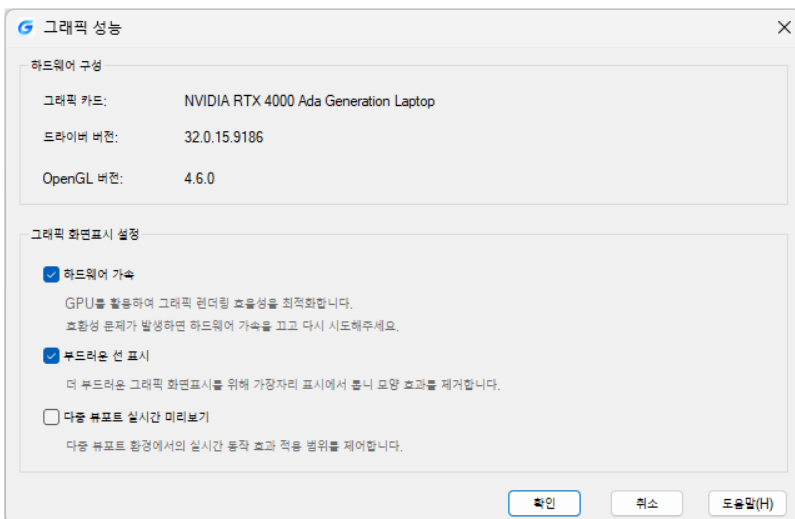 그래픽 성능
하드웨어 구성
그래픽 카드: NVIDIA RTX 4000 Ada Generation Laptop
드라이버 버전: 32.0.15.9186
OpenGL 버전: 4.6.0
그래픽 화면표시 설정
하드웨어 가속
GPU를 활용하여 그래픽 렌더링 효율성을 최적화합니다.
호환성 문제가 발생하면 하드웨어 가속을 끄고 다시 시도해주세요.
부드러운 선 표시
더 부드러운 그래픽 화면표시를 위해 가장자리 표시에서 톱니 모양 효과를 제거합니다.
다중 뷰포트 실시간 미리보기
다중 뷰포트 환경에서의 실시간 동작 효과 적용 범위를 제어합니다.
확인 취소 도움말(H)